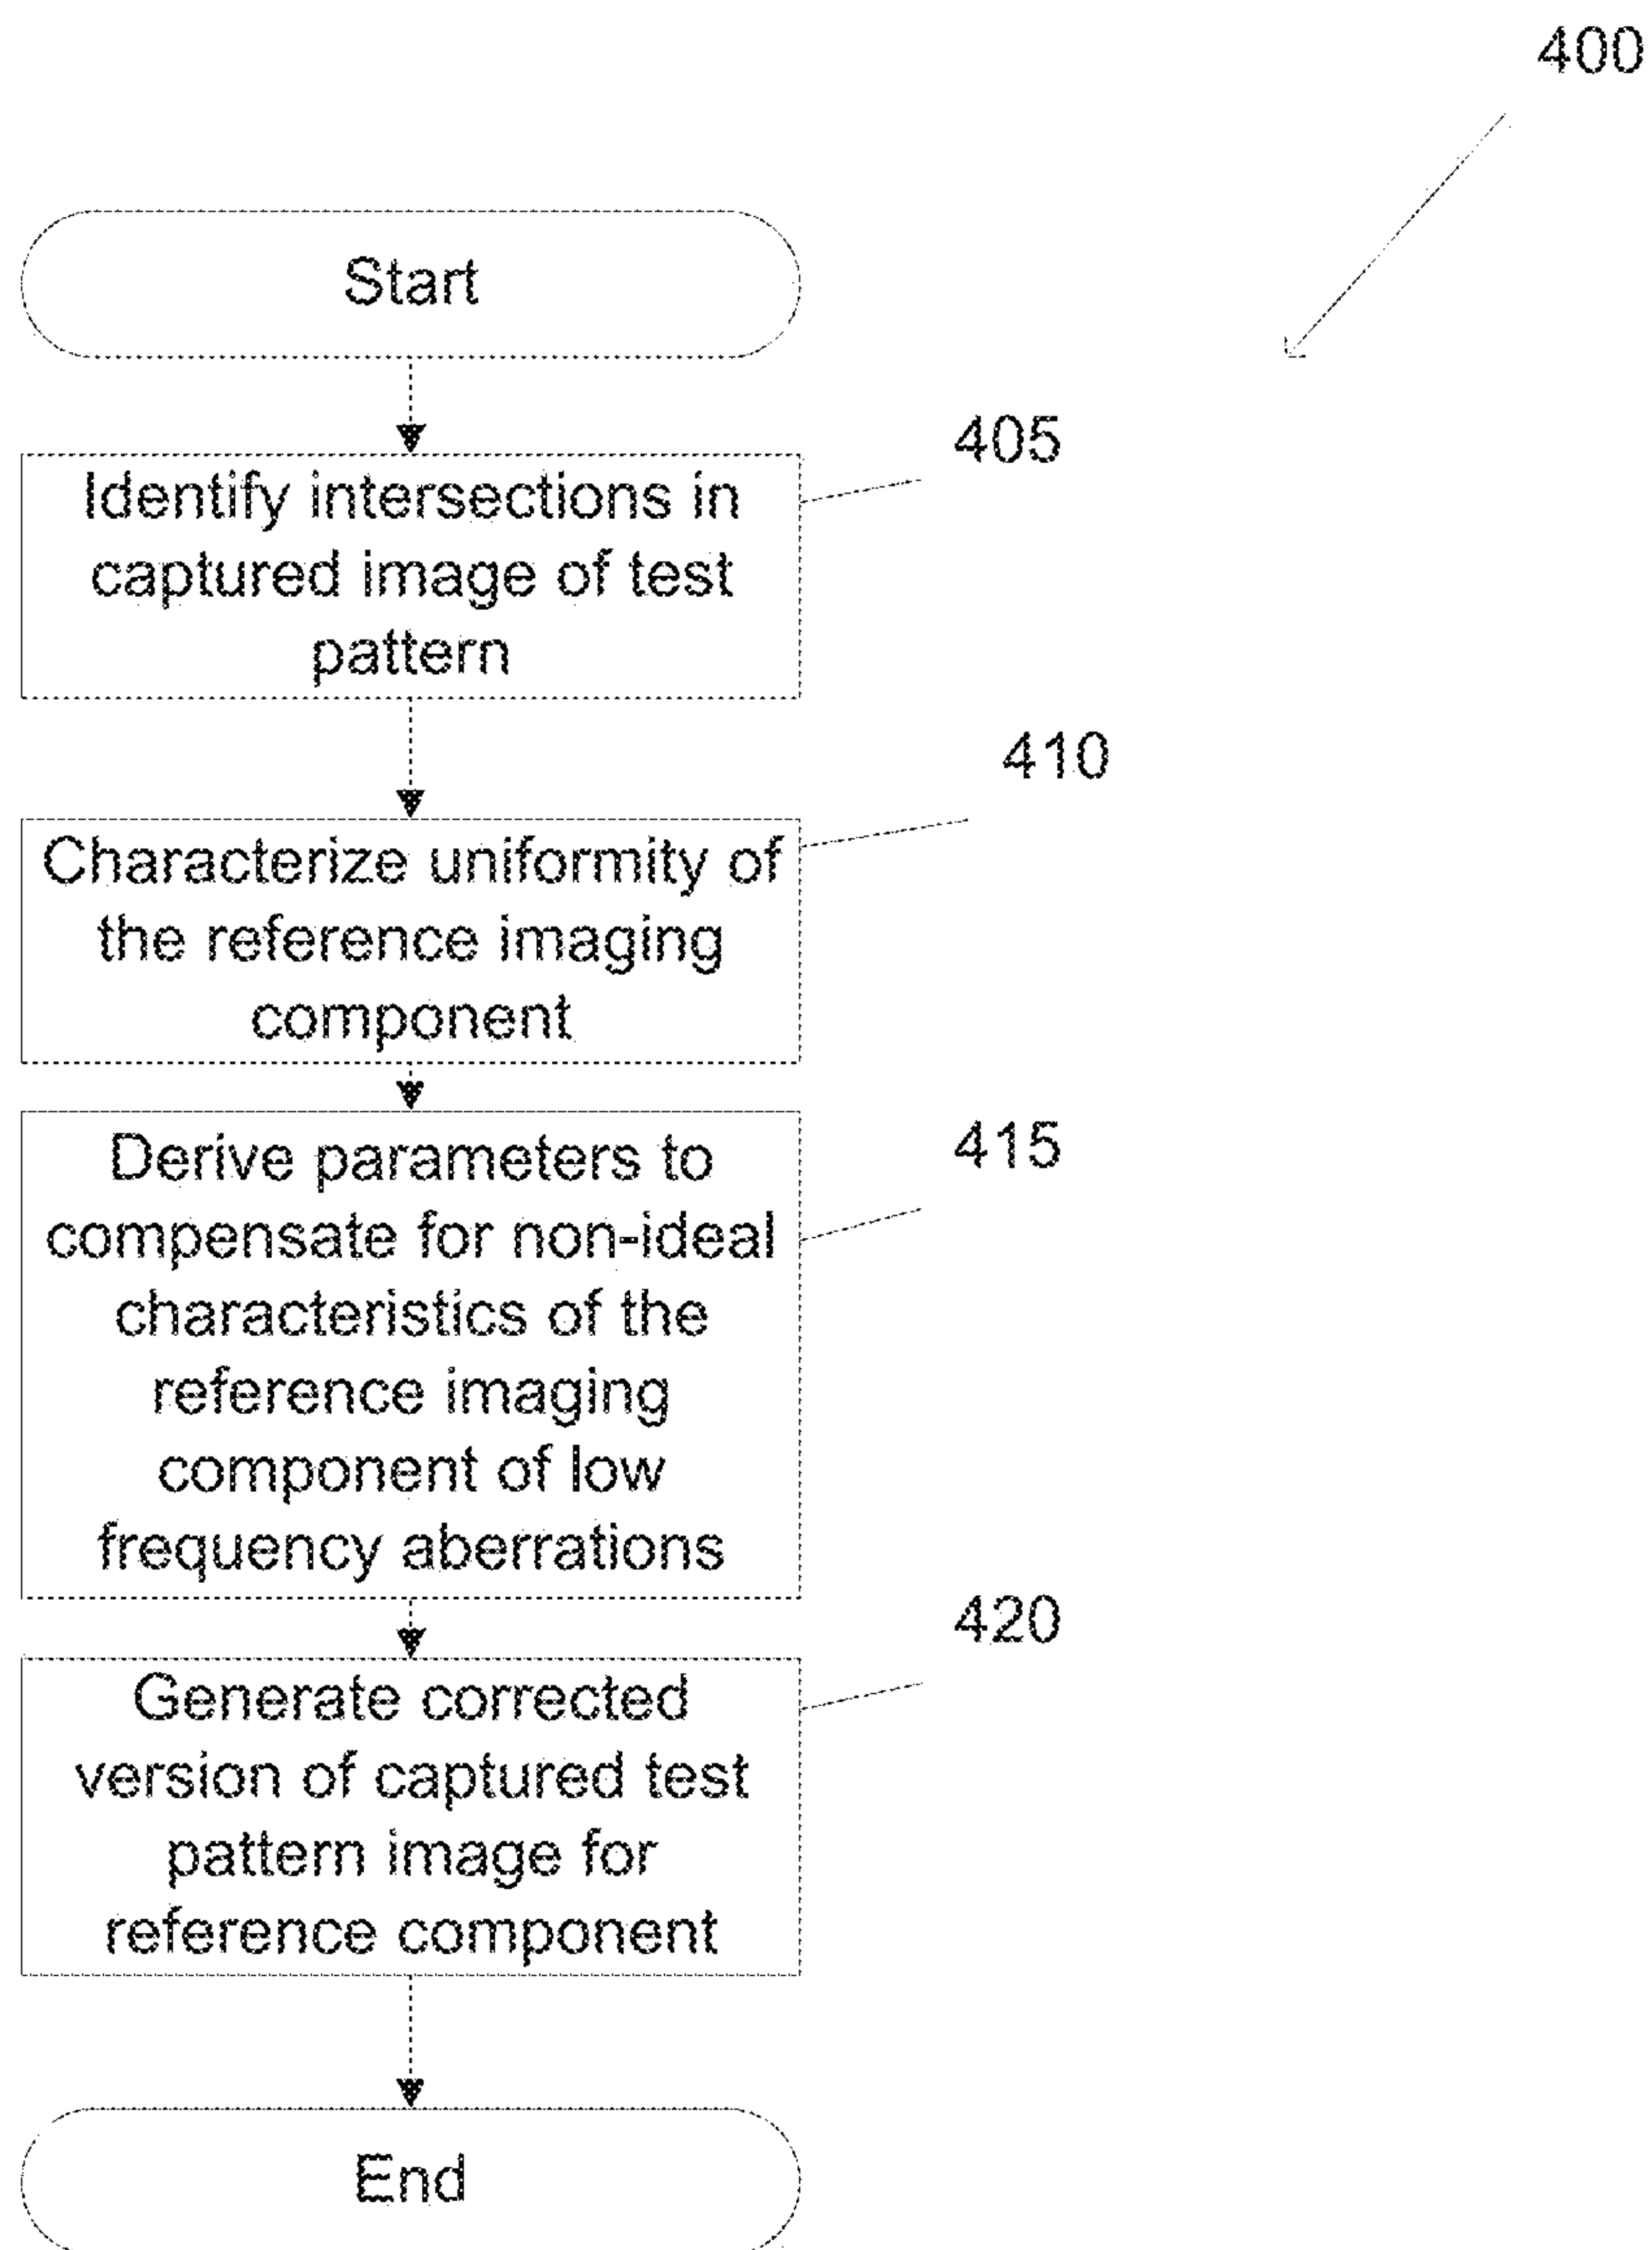 400
Start
405
Identify intersections in
captured image of test
pattern
410
Characterize uniformity of
the reference imaging
component
415
Derive parameters to
compensate for non-ideal
characteristics of the
reference imaging
component of low
frequency aberrations
420
Generate corrected
version of captured test
pattern image for
reference component
End